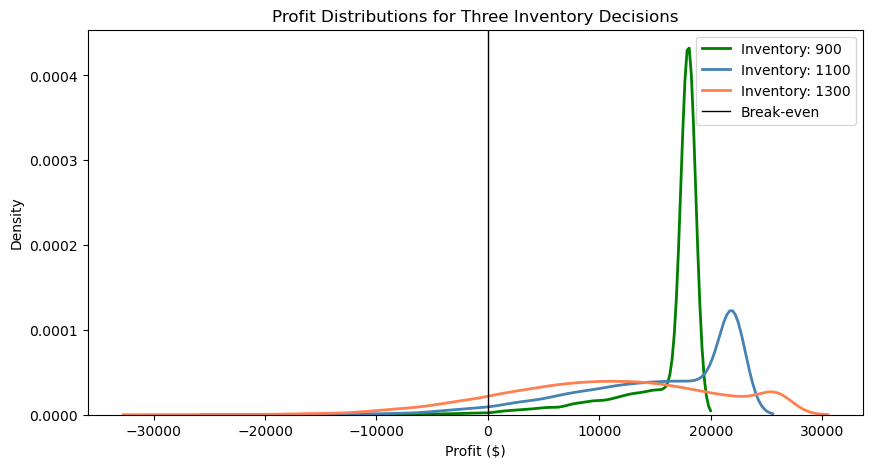 Profit Distributions for Three Inventory Decisions
Inventory: 900
Inventory: 1100
Inventory: 1300
Break-even
0.0004
0.0003
0.0002
0.0001
0.0000
Density
−30000 −20000 −10000 0 10000 20000 30000
Profit ($)